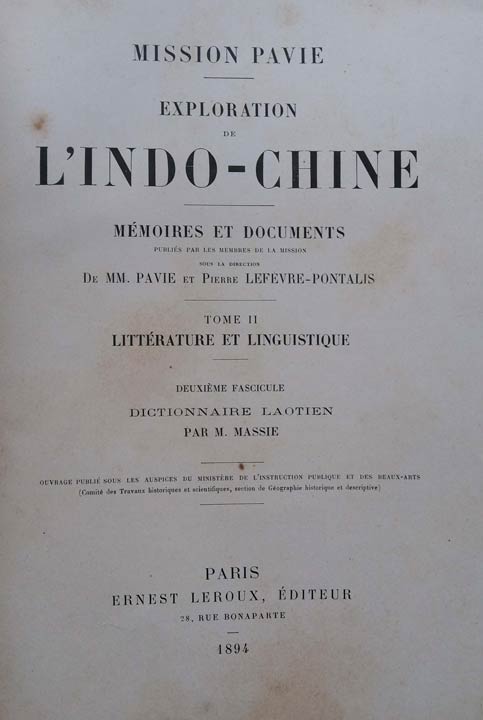 MISSION PAVIE
EXPLORATION
DE
L'INDO-CHINE
MÉMOIRES ET DOCUMENTS
PUBLIÉS PAR LES MEMBRES DE LA MISSION
SOUS LA DIRECTION
DE MM. PAVIE ET PIERRE LEFÈVRE-PONTALIS
TOME II
LITTÉRATURE ET LINGUISTIQUE
DEUXIÈME FASCICULE
DICTIONNAIRE LAOTIEN
PAR M. MASSIE
OUVRAGE PUBLIÉ SOUS LES AUSPICES DU MINISTÈRE DE L'INSTRUCTION PUBLIQUE ET DES BEAUX-ARTS
(Comité des Travaux historiques et scientifiques, section de Géographie historique et descriptive)
PARIS
ERNEST LEROUX, ÉDITEUR
28, RUE BONAPARTE
1894